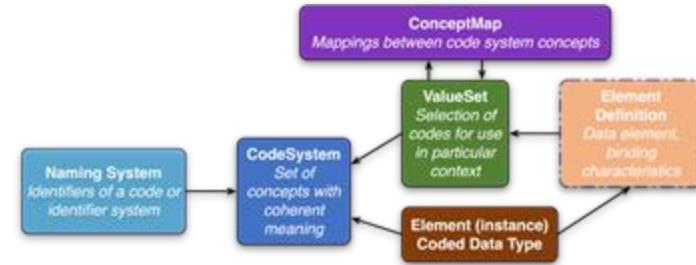 ConceptMap
Mappings between code system concepts
ValueSet
Selection of
codes for use
in particular
context
Element
Definition
Data element,
binding
characteristics
Naming System
Identifiers of a code or
identifier system
CodeSystem
Set of
concepts with
coherent
meaning
Element (instance)
Coded Data Type